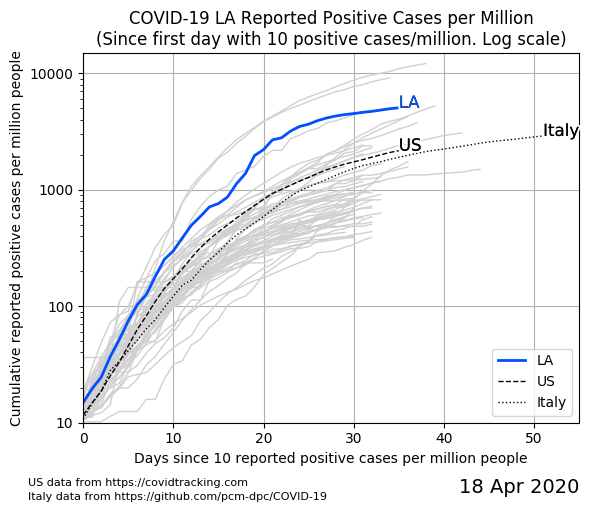 COVID-19 LA Reported Positive Cases per Million
(Since first day with 10 positive cases/million. Log scale)
Cumulative reported positive cases per million people
10000
1000
100
10
LA
US
Italy
LA
US
Italy
0
10
20
30
40
50
Days since 10 reported positive cases per million people
US data from https://covidtracking.com
Italy data from https://github.com/pcm-dpc/COVID-19
18 Apr 2020